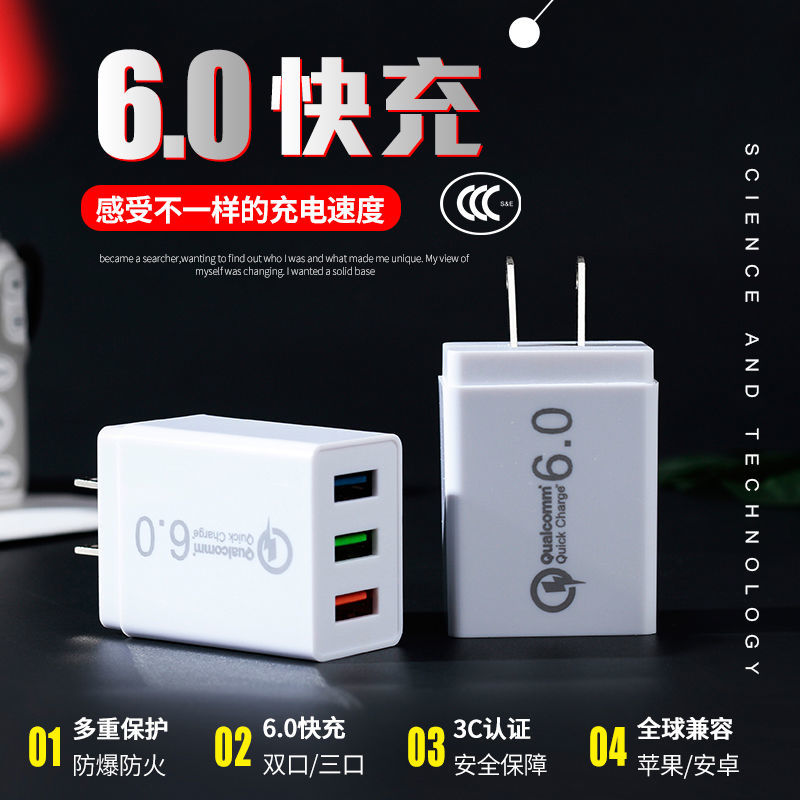 6.0快充
感受不一样的充电速度
CCC S&E
became a searcher,wanting to find out who I was and what made me unique. My view of
myself was changing. I wanted a solid base
SCIENCE AND TECHNOLOGY
6.0
Qualcomm
Quick Charge
6.0
Qualcomm
Quick Charge
01 多重保护
防爆防火
02 6.0快充
双口/三口
03 3C认证
安全保障
04 全球兼容
苹果/安卓